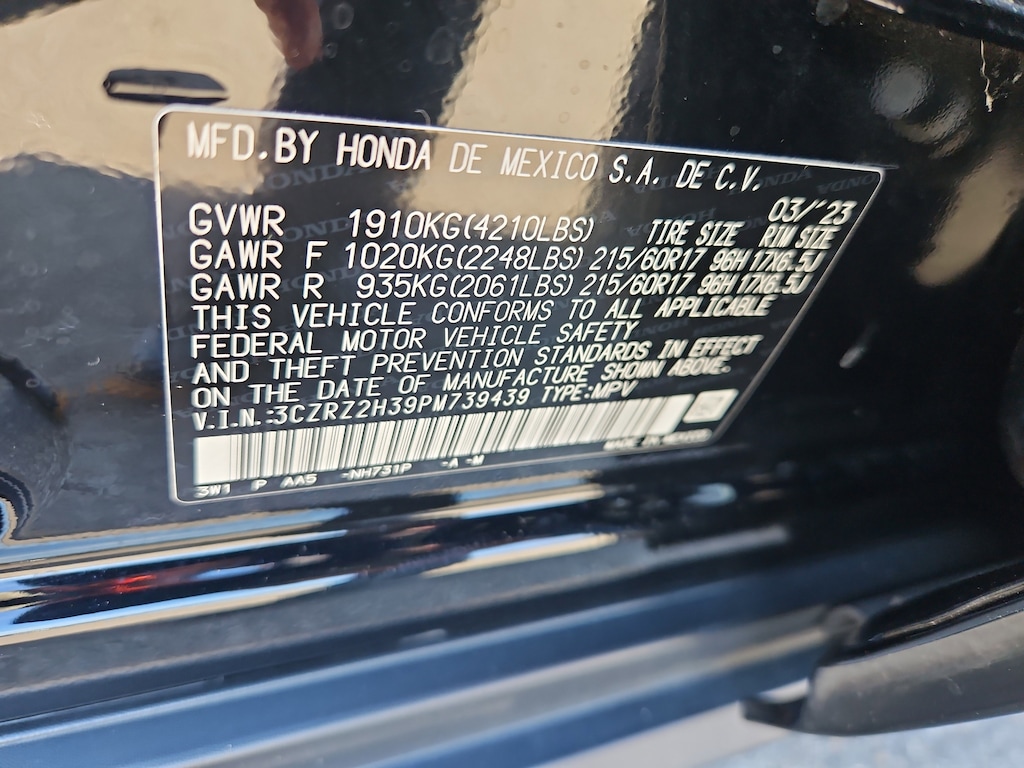 MFD.BY HONDA DE MEXICO S.A. DE C.V.
03/'23
GVWR 1910KG(4210LBS) TIRE SIZE RIM SIZE
GAWR F 1020KG(2248LBS) 215/60R17 96H 17X6.5J
GAWR R 935KG(2061LBS) 215/60R17 96H 17X6.5J
THIS VEHICLE CONFORMS TO ALL APPLICABLE
FEDERAL MOTOR VEHICLE SAFETY
AND THEFT PREVENTION STANDARDS IN EFFECT
ON THE DATE OF MANUFACTURE SHOWN ABOVE.
V.I.N.:3CZRZ2H39PM739439 TYPE:MPV
MADE IN MEXICO
3W1 P AA5 -NH731P -A -M